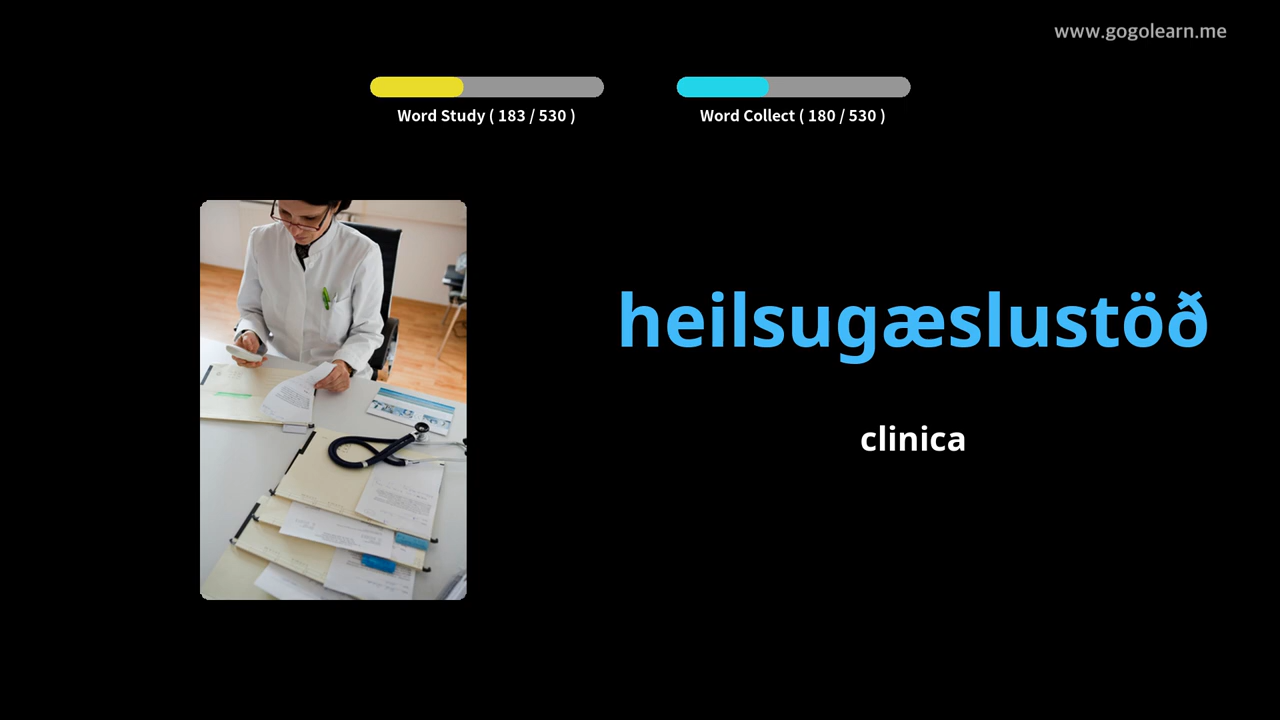 www.gogolearn.me
Word Study ( 183 / 530 )
Word Collect ( 180 / 530 )
heilsugæslustöð
clinica